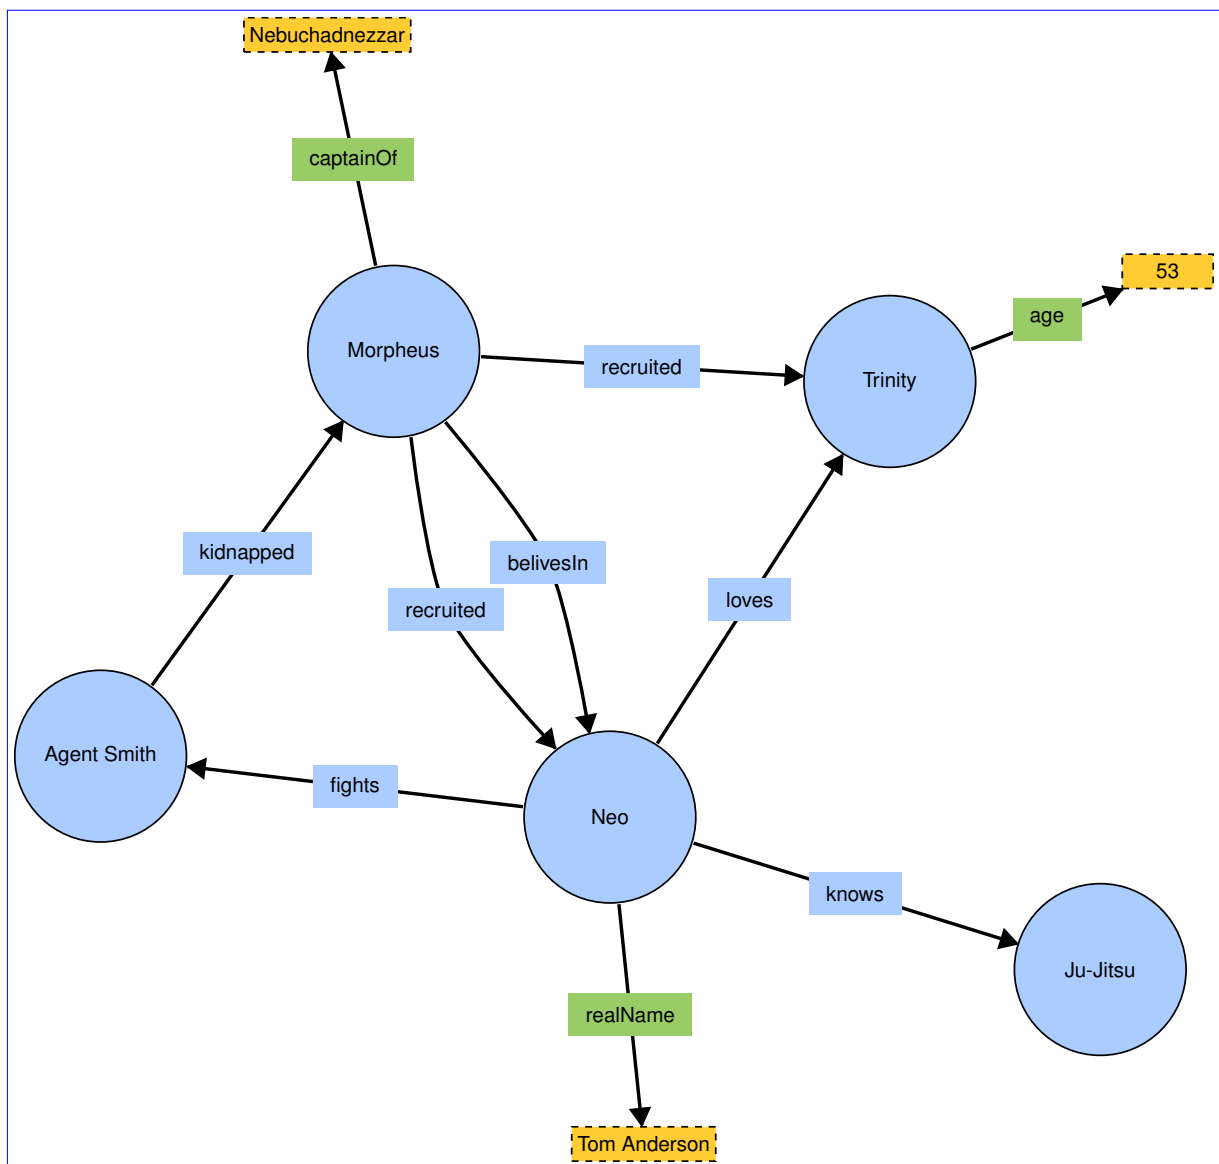 Nebuchadnezzar
captainOf
53
age
Morpheus
recruited
Trinity
kidnapped
belivesIn
recruited
loves
Agent Smith
fights
Neo
knows
Ju-Jitsu
realName
Tom Anderson